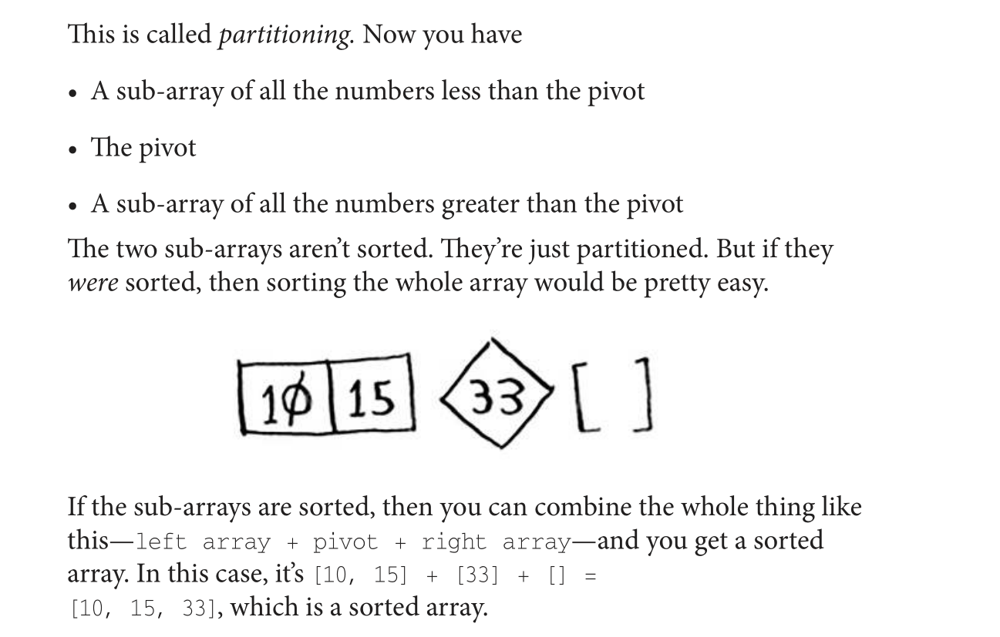 This is called partitioning. Now you have
• A sub-array of all the numbers less than the pivot
• The pivot
• A sub-array of all the numbers greater than the pivot
The two sub-arrays aren’t sorted. They’re just partitioned. But if they
were sorted, then sorting the whole array would be pretty easy.
10 15 33 [ ]
If the sub-arrays are sorted, then you can combine the whole thing like
this—left array + pivot + right array—and you get a sorted
array. In this case, it’s [10, 15] + [33] + [] =
[10, 15, 33], which is a sorted array.